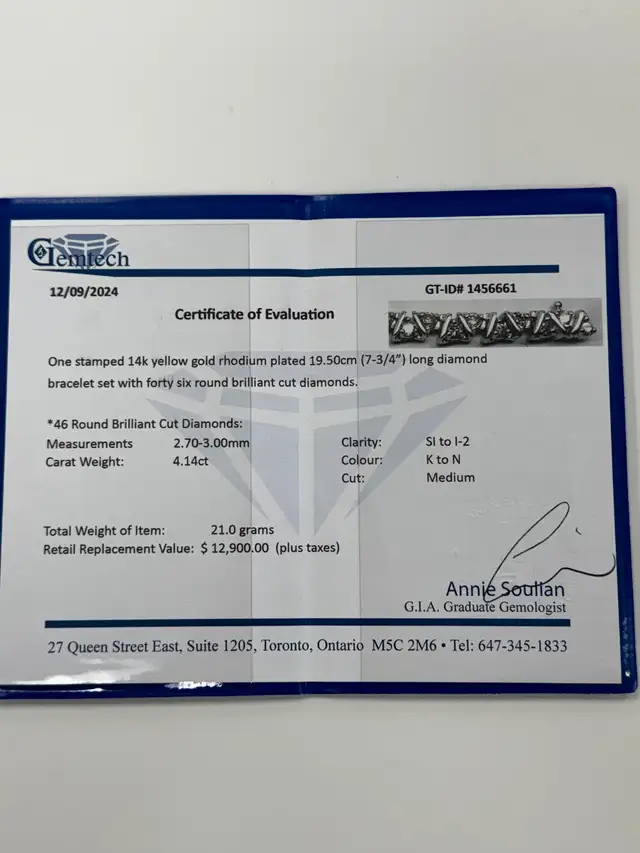 Gemtech
12/09/2024
GT-ID# 1456661
Certificate of Evaluation
One stamped 14k yellow gold rhodium plated 19.50cm (7-3/4") long diamond
bracelet set with forty six round brilliant cut diamonds.
*46 Round Brilliant Cut Diamonds:
Measurements 2.70-3.00mm Clarity: SI to I-2
Carat Weight: 4.14ct Colour: K to N
Cut: Medium
Total Weight of Item: 21.0 grams
Retail Replacement Value: $ 12,900.00 (plus taxes)
Annie Soulian
G.I.A. Graduate Gemologist
27 Queen Street East, Suite 1205, Toronto, Ontario M5C 2M6 • Tel: 647-345-1833